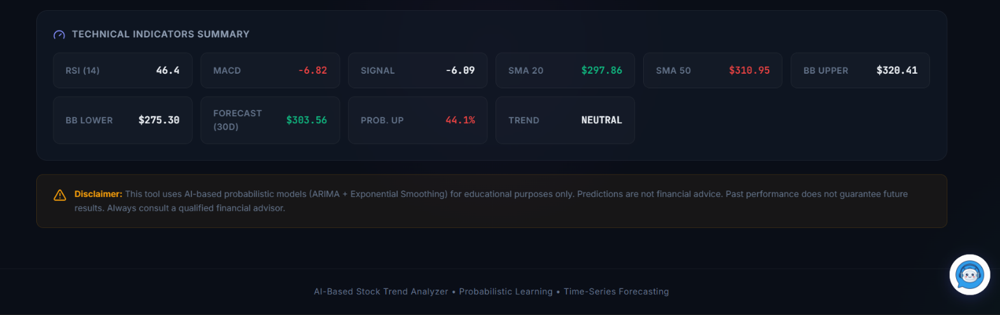 TECHNICAL INDICATORS SUMMARY
RSI (14) 46.4
MACD -6.82
SIGNAL -6.09
SMA 20 $297.86
SMA 50 $310.95
BB UPPER $320.41
BB LOWER $275.30
FORECAST
(30D) $303.56
PROB. UP 44.1%
TREND NEUTRAL
Disclaimer: This tool uses AI-based probabilistic models (ARIMA + Exponential Smoothing) for educational purposes only. Predictions are not financial advice. Past performance does not guarantee future
results. Always consult a qualified financial advisor.
AI-Based Stock Trend Analyzer • Probabilistic Learning • Time-Series Forecasting